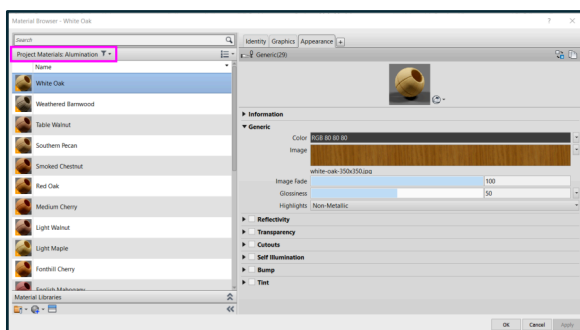 Material Browser - White Oak
? X
Search
Identity Graphics Appearance +
Project Materials: Alumination
Generic(29)
Name
White Oak
Weathered Barnwood
Table Walnut
Southern Pecan
Smoked Chestnut
Red Oak
Medium Cherry
Light Walnut
Light Maple
Fonthill Cherry
English Mahogany
Material Libraries
Information
Generic
Color RGB 80 80 80
Image
white-oak-350x350.jpg
Image Fade 100
Glossiness 50
Highlights Non-Metallic
Reflectivity
Transparency
Cutouts
Self Illumination
Bump
Tint
OK Cancel Apply